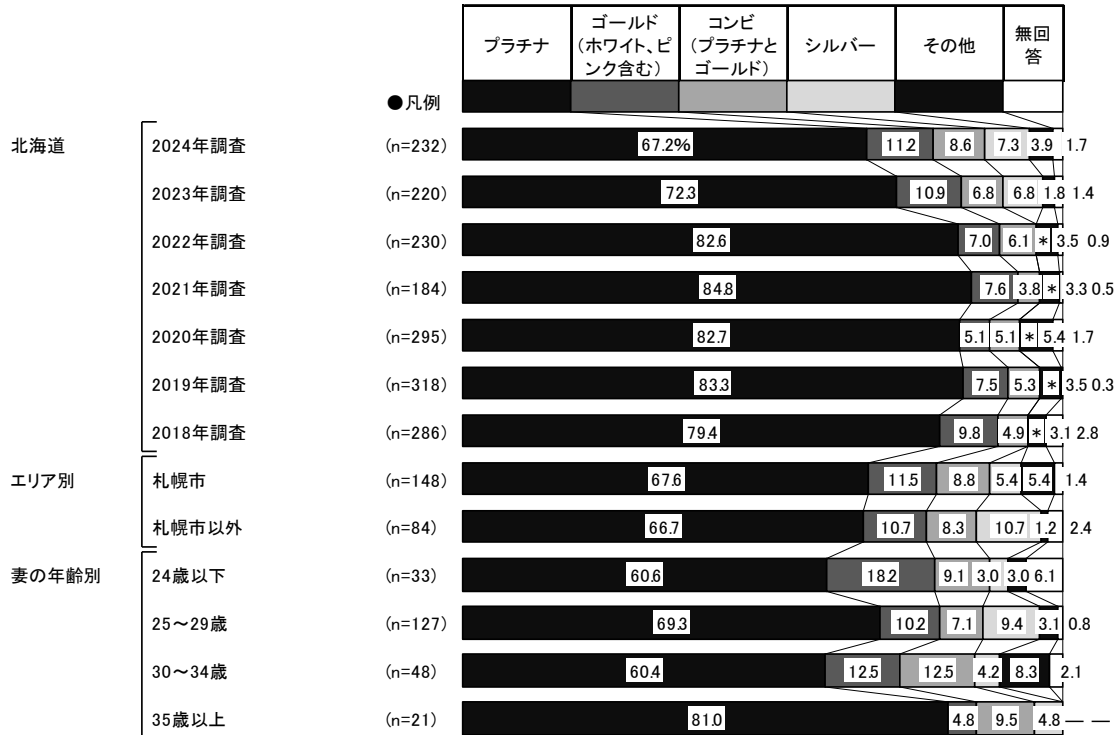 プラチナ ゴールド（ホワイト、ピンク含む） コンビ（プラチナとゴールド） シルバー その他 無回答
●凡例
北海道 2024年調査 (n=232) 67.2% 11.2 8.6 7.3 3.9 1.7
2023年調査 (n=220) 72.3 10.9 6.8 6.8 1.8 1.4
2022年調査 (n=230) 82.6 7.0 6.1 * 3.5 0.9
2021年調査 (n=184) 84.8 7.6 3.8 * 3.3 0.5
2020年調査 (n=295) 82.7 5.1 5.1 * 5.4 1.7
2019年調査 (n=318) 83.3 7.5 5.3 * 3.5 0.3
2018年調査 (n=286) 79.4 9.8 4.9 * 3.1 2.8
エリア別 札幌市 (n=148) 67.6 11.5 8.8 5.4 5.4 1.4
札幌市以外 (n=84) 66.7 10.7 8.3 10.7 1.2 2.4
妻の年齢別 24歳以下 (n=33) 60.6 18.2 9.1 3.0 3.0 6.1
25～29歳 (n=127) 69.3 10.2 7.1 9.4 3.1 0.8
30～34歳 (n=48) 60.4 12.5 12.5 4.2 8.3 2.1
35歳以上 (n=21) 81.0 4.8 9.5 4.8 — —